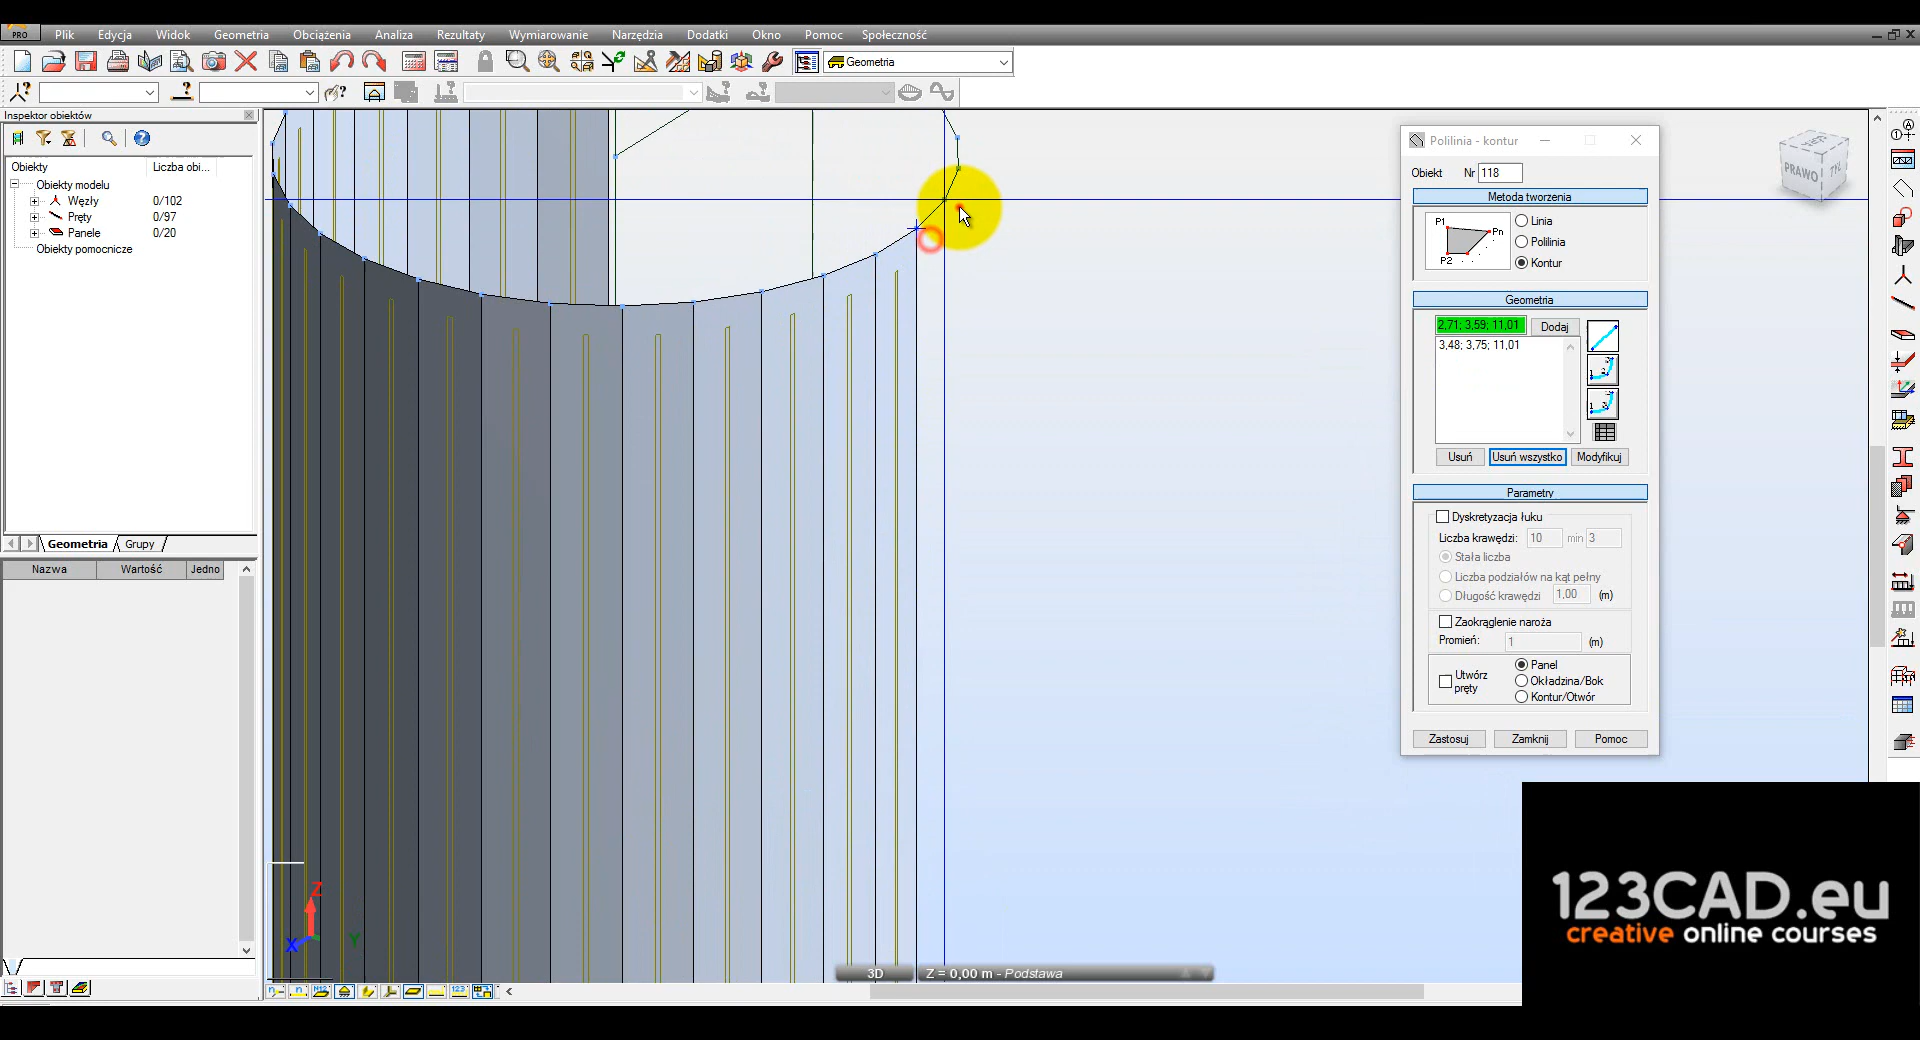 PRO Plik Edycja Widok Geometria Obciążenia Analiza Rezultaty Wymiarowanie Narzędzia Dodatki Okno Pomoc Społeczność
Geometria
Inspektor obiektów
Obiekty Liczba obi...
Obiekty modelu
Węzły 0/102
Pręty 0/97
Panele 0/20
Obiekty pomocnicze
Geometria Grupy
Nazwa Wartość Jedno
Z
X Y
3D Z = 0,00 m - Podstawa
PRAWO
Polilinia - kontur
Obiekt Nr 118
Metoda tworzenia
P1 Pn P2
Linia
Polilinia
Kontur
Geometria
2,71; 3,59; 11,01 Dodaj
3,48; 3,75; 11,01
Usuń Usuń wszystko Modyfikuj
Parametry
Dyskretyzacja łuku
Liczba krawędzi: 10 min 3
Stała liczba
Liczba podziałów na kąt pełny
Długość krawędzi 1,00 (m)
Zaokrąglenie naroża
Promień: 1 (m)
Utwórz pręty
Panel
Okładzina/Bok
Kontur/Otwór
Zastosuj Zamknij Pomoc
123CAD.eu
creative online courses